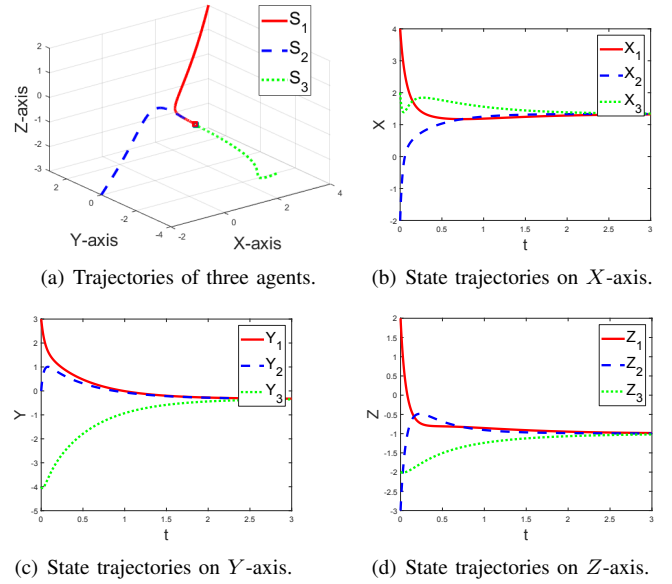 S1
S2
S3
2
1
0
-1
-2
-3
Z-axis
2
0
-2
-4
Y-axis
-2
0
2
4
X-axis
(a) Trajectories of three agents.
X1
X2
X3
4
3
2
1
0
-1
-2
X
0 0.5 1 1.5 2 2.5 3
t
(b) State trajectories on X-axis.
Y1
Y2
Y3
3
2
1
0
-1
-2
-3
-4
-5
Y
0 0.5 1 1.5 2 2.5 3
t
(c) State trajectories on Y-axis.
Z1
Z2
Z3
2
1.5
1
0.5
0
-0.5
-1
-1.5
-2
-2.5
-3
Z
0 0.5 1 1.5 2 2.5 3
t
(d) State trajectories on Z-axis.